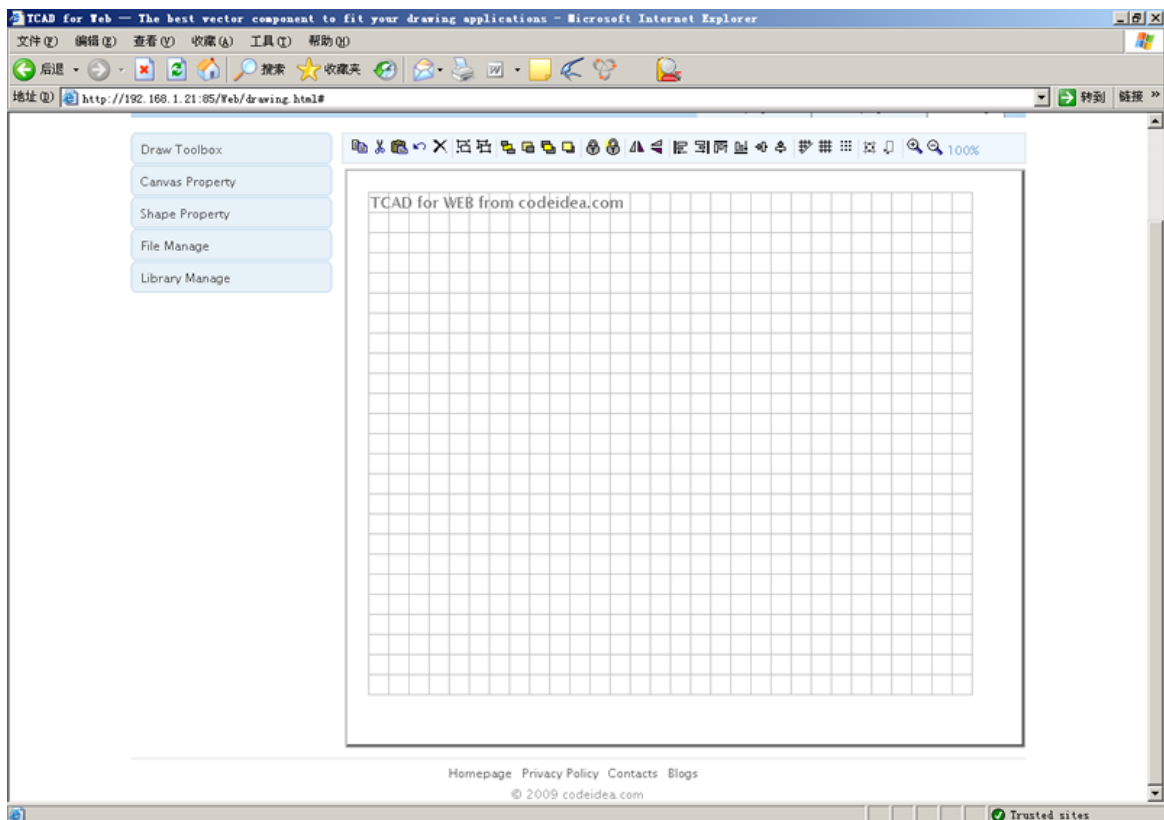 TCAD for Web — The best vector component to fit your drawing applications - Microsoft Internet Explorer
文件(F) 编辑(E) 查看(V) 收藏(A) 工具(T) 帮助(H)
后退 搜索 收藏夹
地址(D) http://192.168.1.21:85/Web/drawing.html# 转到 链接 »
Draw Toolbox
100%
Canvas Property
Shape Property
File Manage
Library Manage
TCAD for WEB from codeidea.com
Homepage Privacy Policy Contacts Blogs
© 2009 codeidea.com
Trusted sites